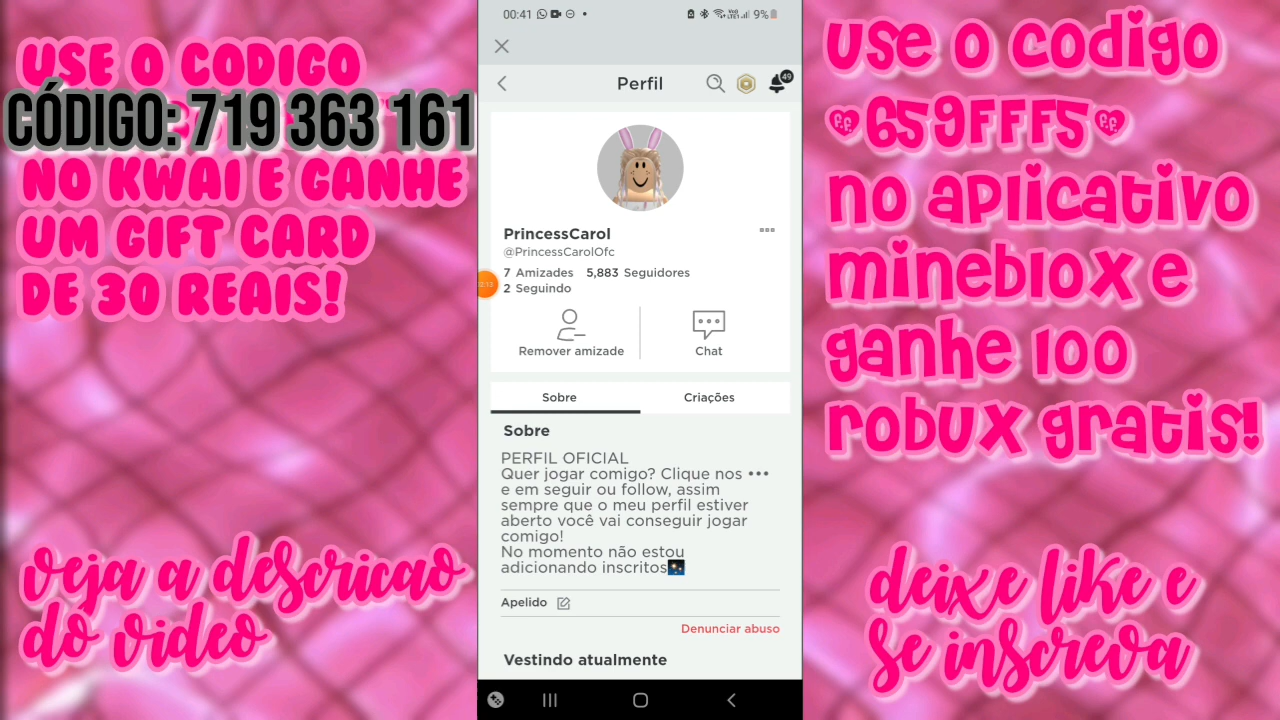 USE O CODIGO
CÓDIGO: 719 363 161
NO KWAI E GANHE
UM GIFT CARD
DE 30 REAIS!
veja a descricao
do video
00:41
9%
Perfil
49
PrincessCarol
@PrincessCarolOfc
7 Amizades 5,883 Seguidores
2 Seguindo
Remover amizade Chat
Sobre Criações
Sobre
PERFIL OFICIAL
Quer jogar comigo? Clique nos •••
e em seguir ou follow, assim
sempre que o meu perfil estiver
aberto você vai conseguir jogar
comigo!
No momento não estou
adicionando inscritos
Apelido
Denunciar abuso
Vestindo atualmente
use o codigo
659FFF5
no aplicativo
mineblox e
ganhe 100
robux gratis!
deixe like e
se inscreva